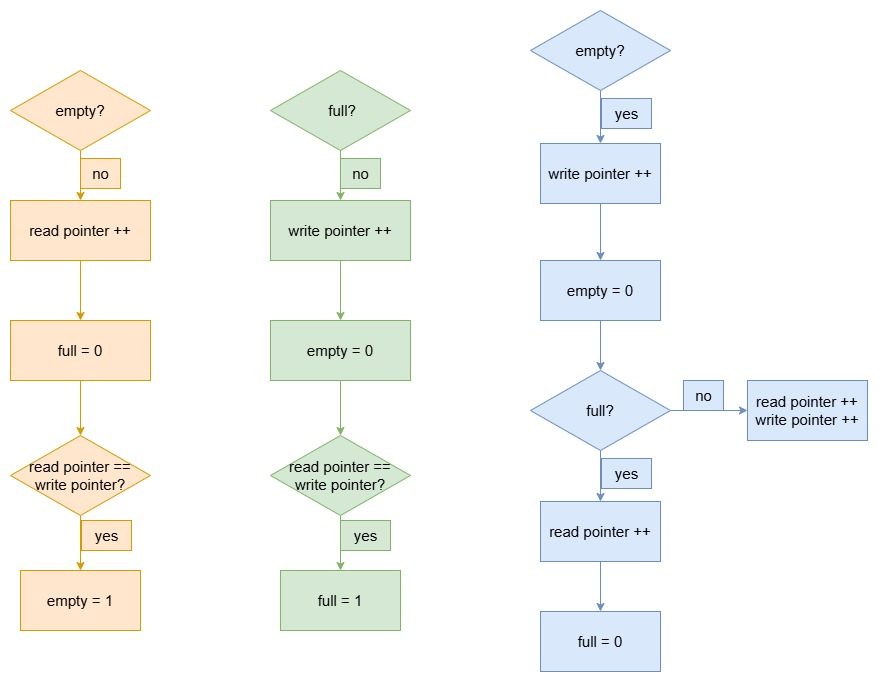 empty?
no
read pointer ++
full = 0
read pointer ==
write pointer?
yes
empty = 1
full?
no
write pointer ++
empty = 0
read pointer ==
write pointer?
yes
full = 1
empty?
yes
write pointer ++
empty = 0
full?
no
read pointer ++
write pointer ++
yes
read pointer ++
full = 0